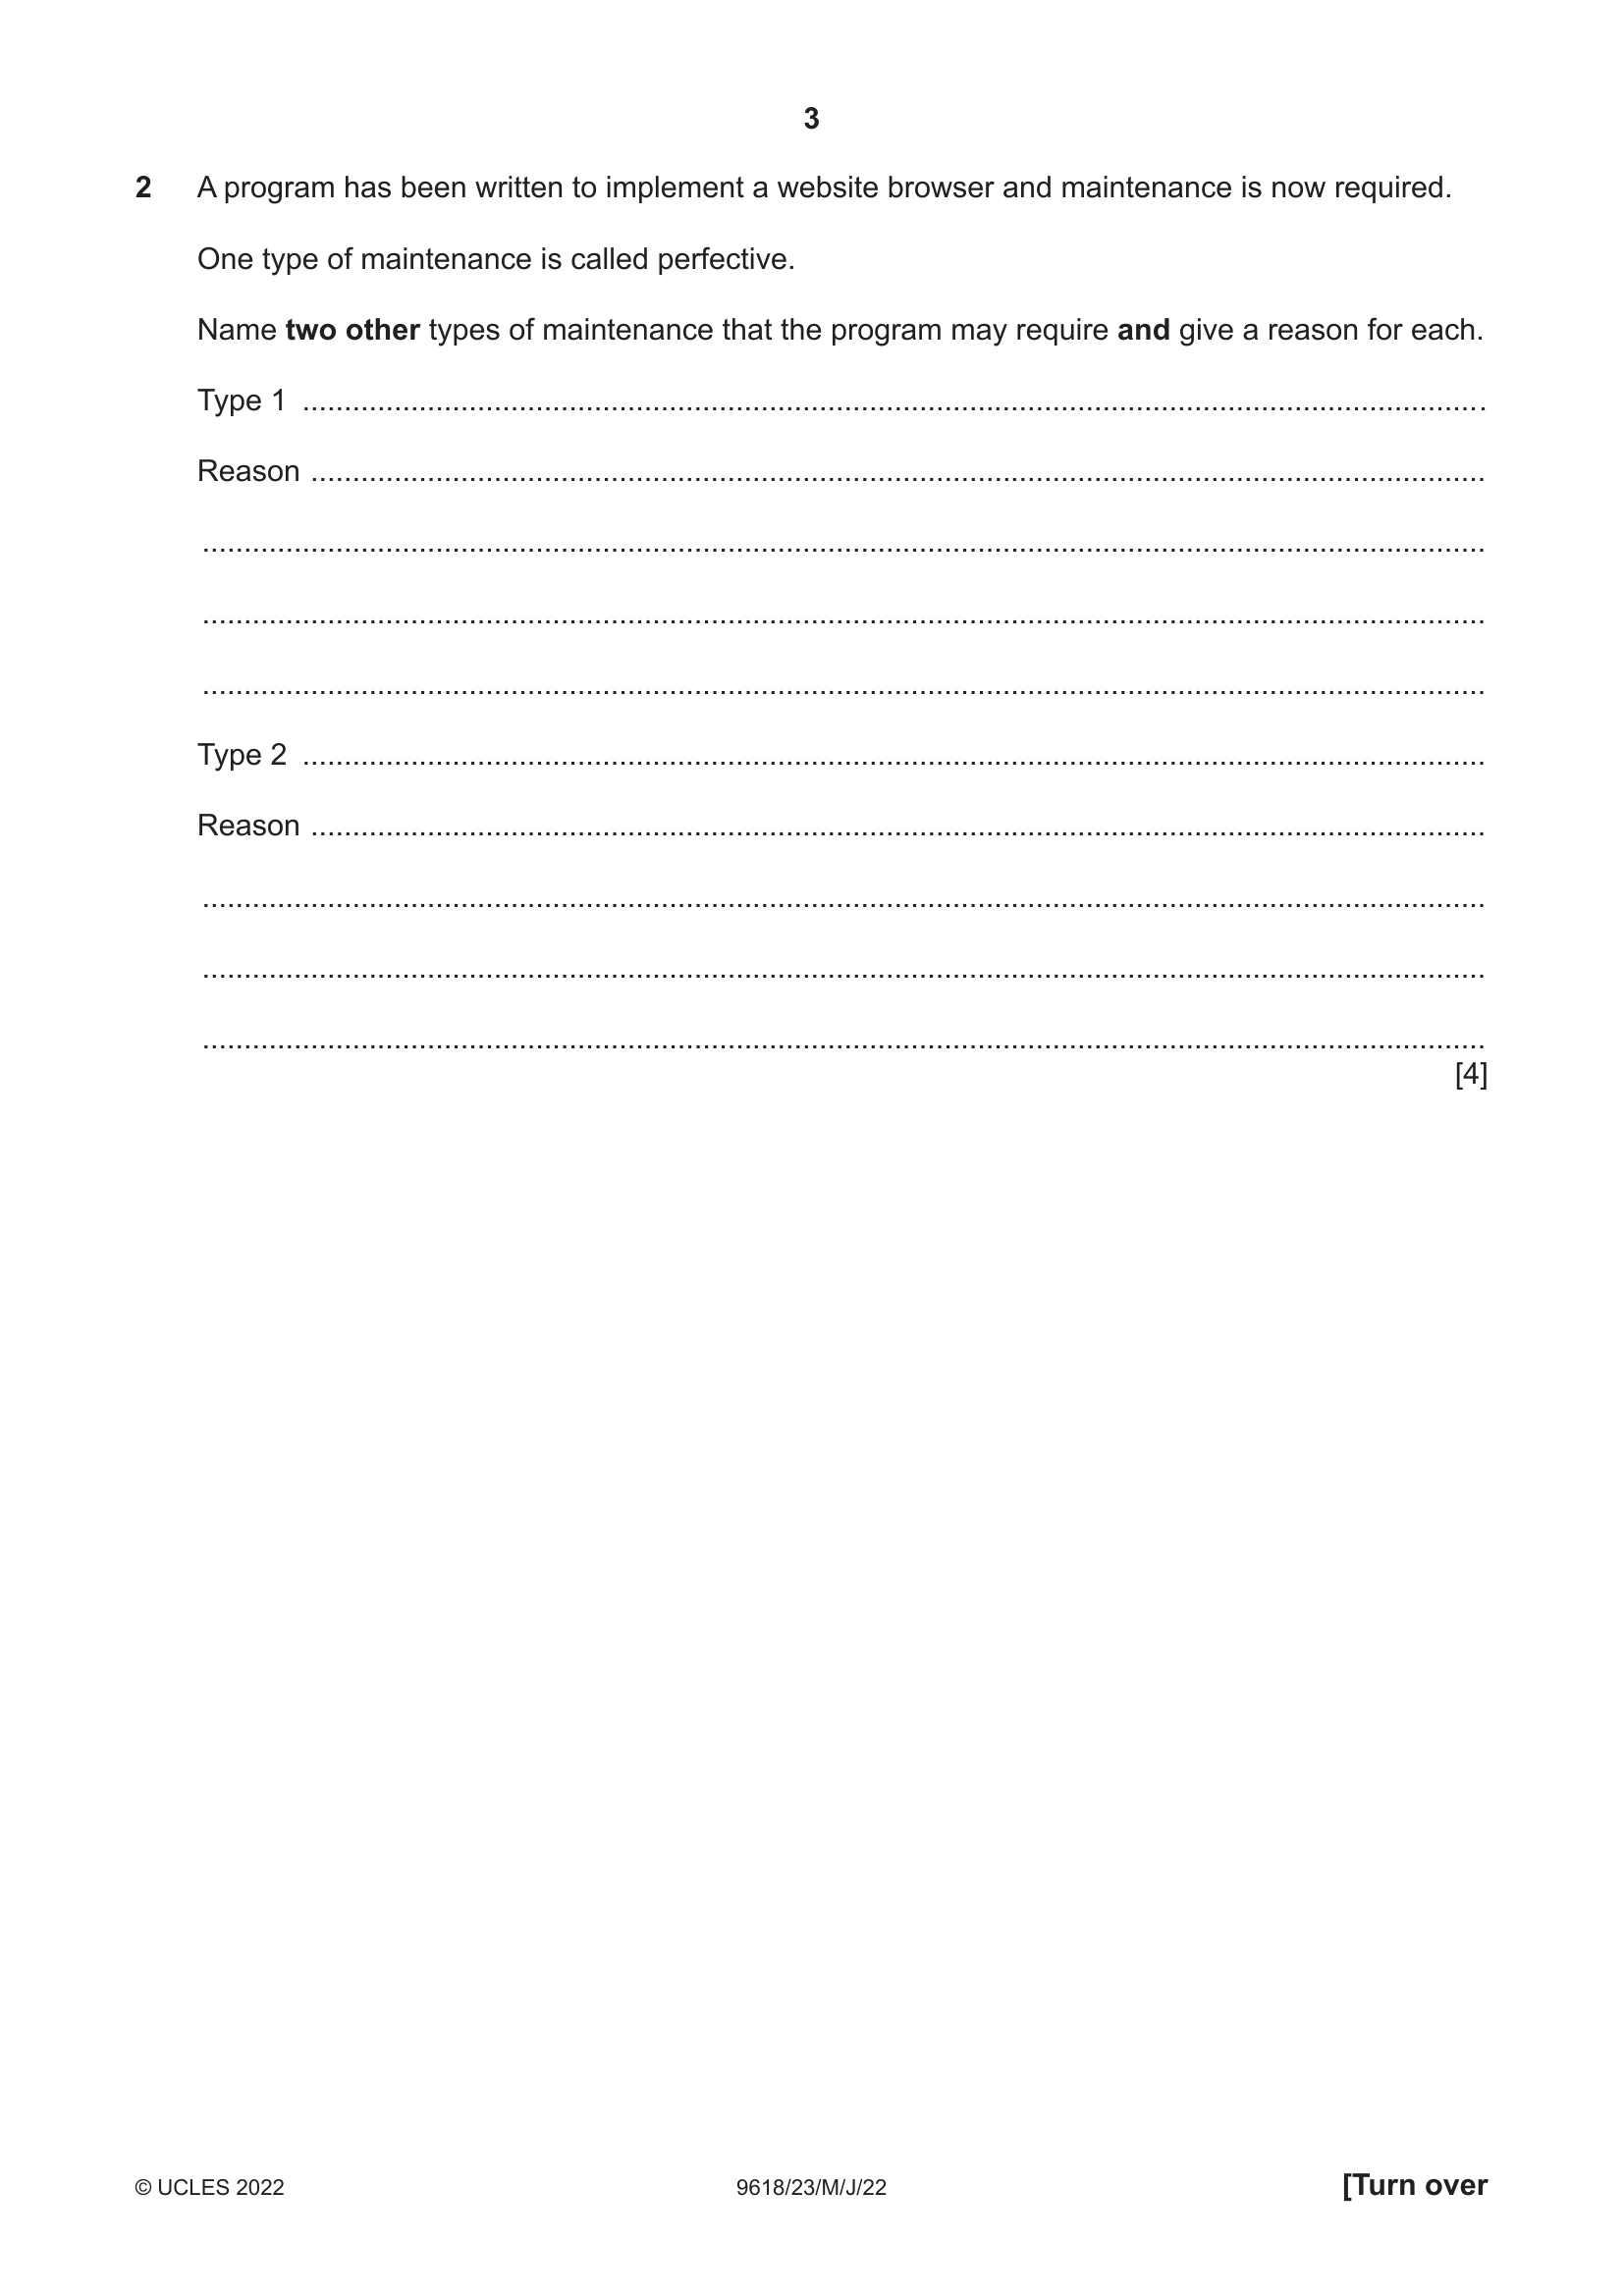 3
2 A program has been written to implement a website browser and maintenance is now required.
One type of maintenance is called perfective.
Name two other types of maintenance that the program may require and give a reason for each.
Type 1 ..............................................................................................................................................
Reason .............................................................................................................................................
..........................................................................................................................................................
..........................................................................................................................................................
..........................................................................................................................................................
Type 2 ..............................................................................................................................................
Reason .............................................................................................................................................
..........................................................................................................................................................
..........................................................................................................................................................
..........................................................................................................................................................
[4]
© UCLES 2022 9618/23/M/J/22 [Turn over